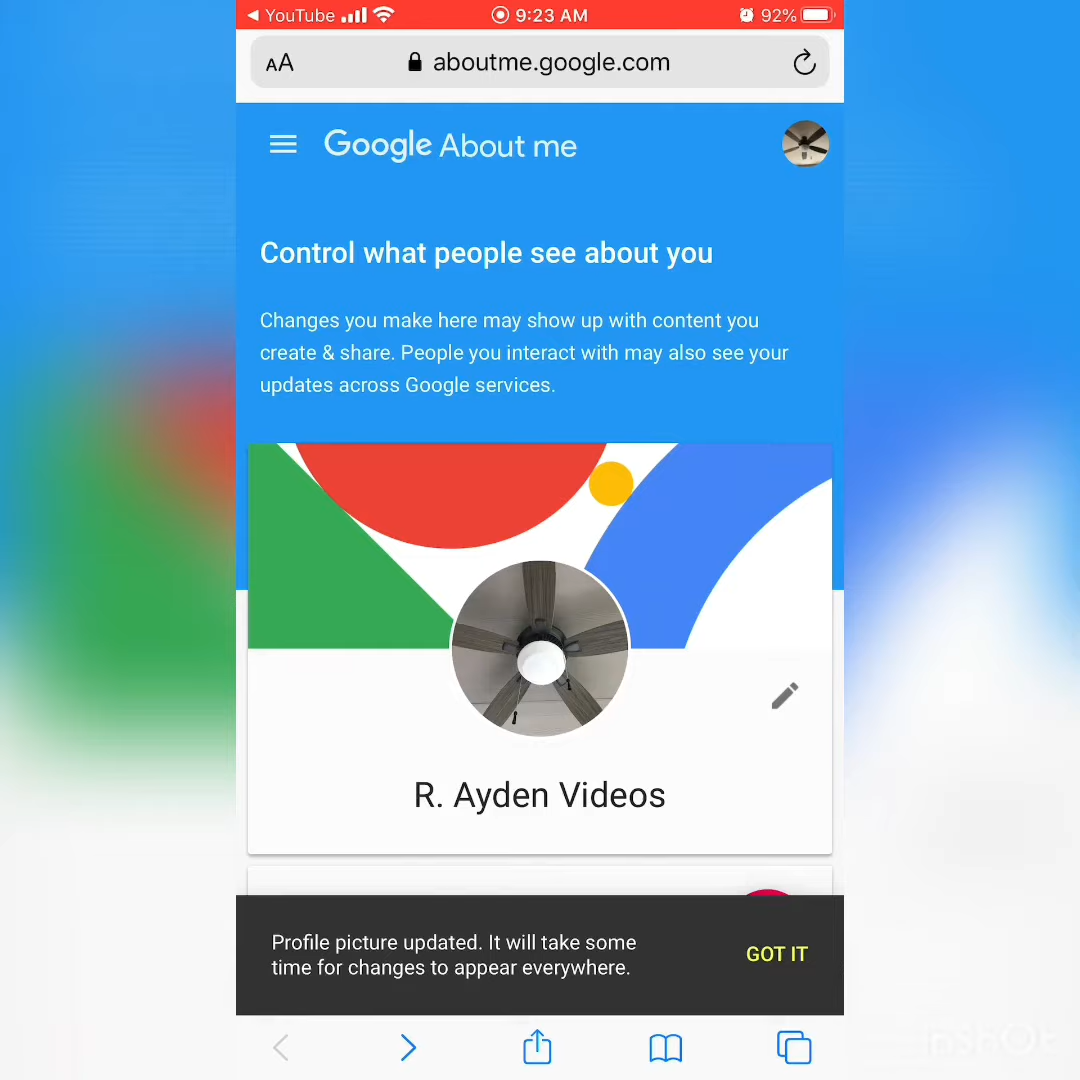 YouTube 9:23 AM 92%
AA aboutme.google.com
Google About me
Control what people see about you
Changes you make here may show up with content you
create & share. People you interact with may also see your
updates across Google services.
R. Ayden Videos
Profile picture updated. It will take some
time for changes to appear everywhere.
GOT IT